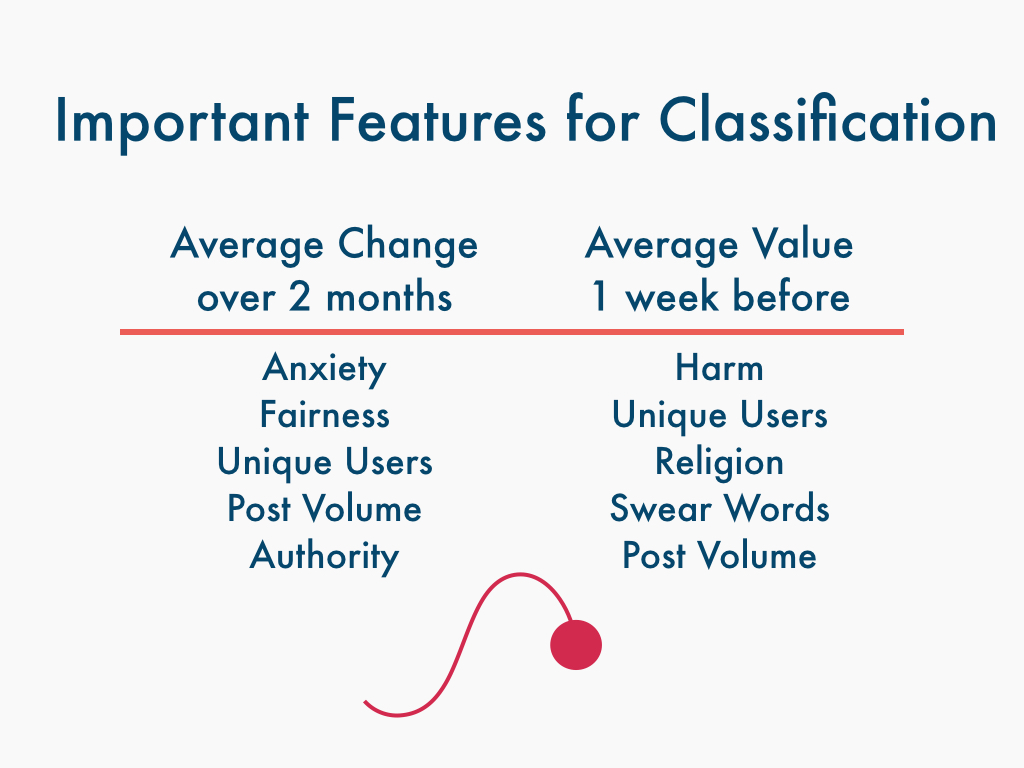 Important Features for Classification
Average Change
over 2 months
Anxiety
Fairness
Unique Users
Post Volume
Authority
Average Value
1 week before
Harm
Unique Users
Religion
Swear Words
Post Volume